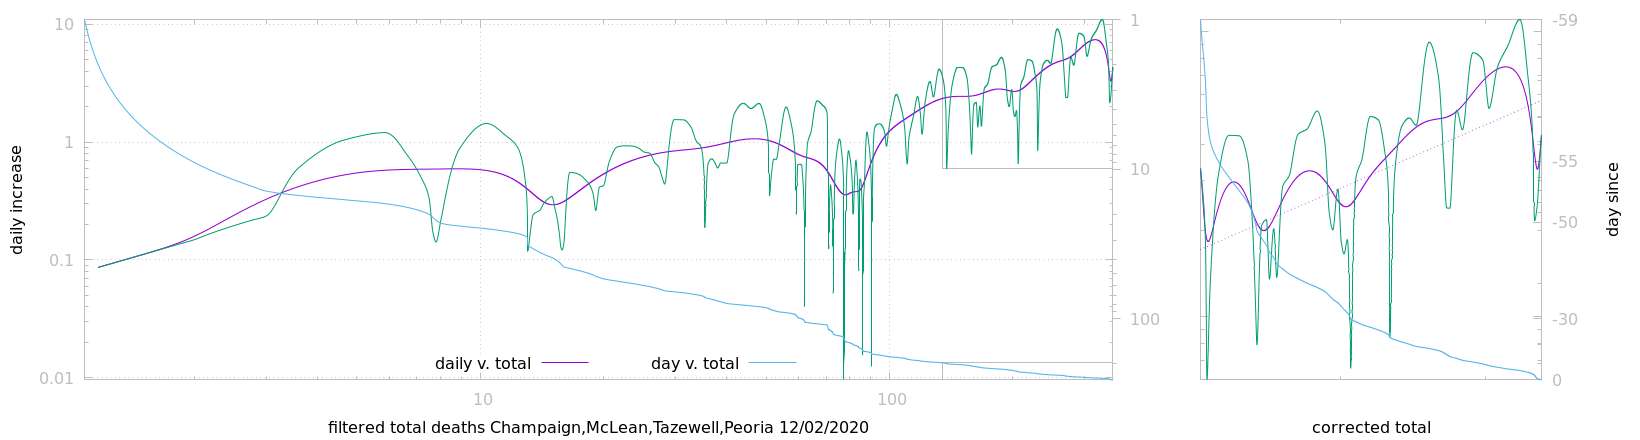 10
1
0.1
0.01
daily increase
10
100
1
10
100
daily v. total
day v. total
filtered total deaths Champaign,McLean,Tazewell,Peoria 12/02/2020
-59
-55
-50
-30
0
day since
corrected total